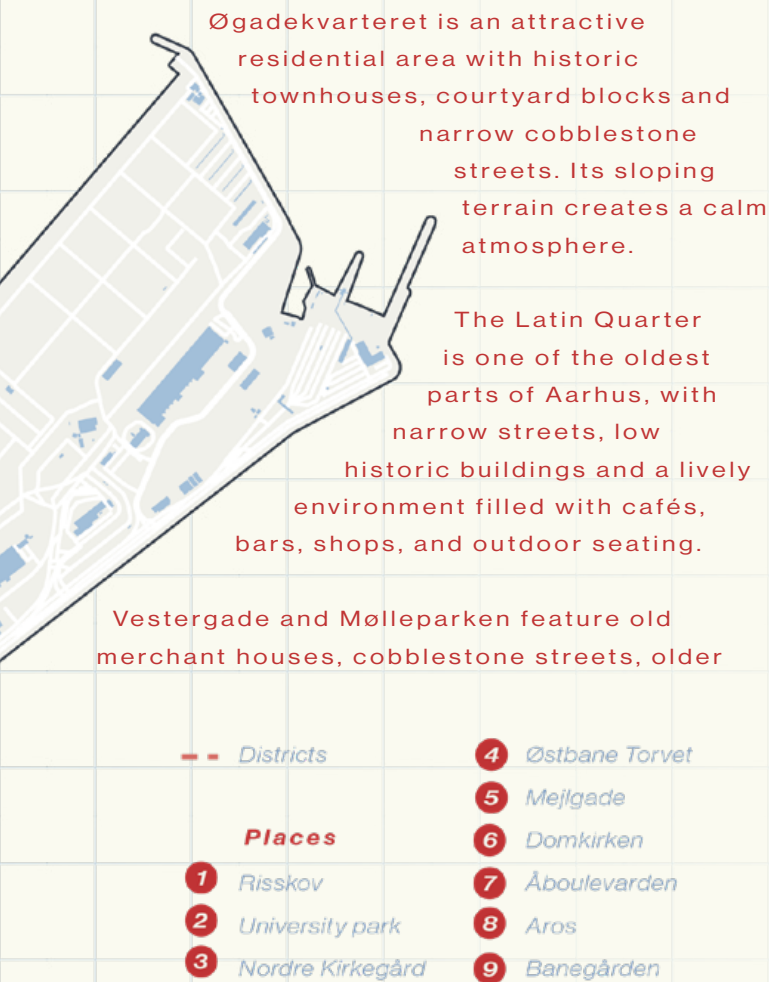 Øgadekvarteret is an attractive
residential area with historic
townhouses, courtyard blocks and
narrow cobblestone
streets. Its sloping
terrain creates a calm
atmosphere.
The Latin Quarter
is one of the oldest
parts of Aarhus, with
narrow streets, low
historic buildings and a lively
environment filled with cafés,
bars, shops, and outdoor seating.
Vestergade and Mølleparken feature old
merchant houses, cobblestone streets, older
Districts
Places
1 Risskov
2 University park
3 Nordre Kirkegård
4 Østbane Torvet
5 Mejlgade
6 Domkirken
7 Åboulevarden
8 Aros
9 Banegården